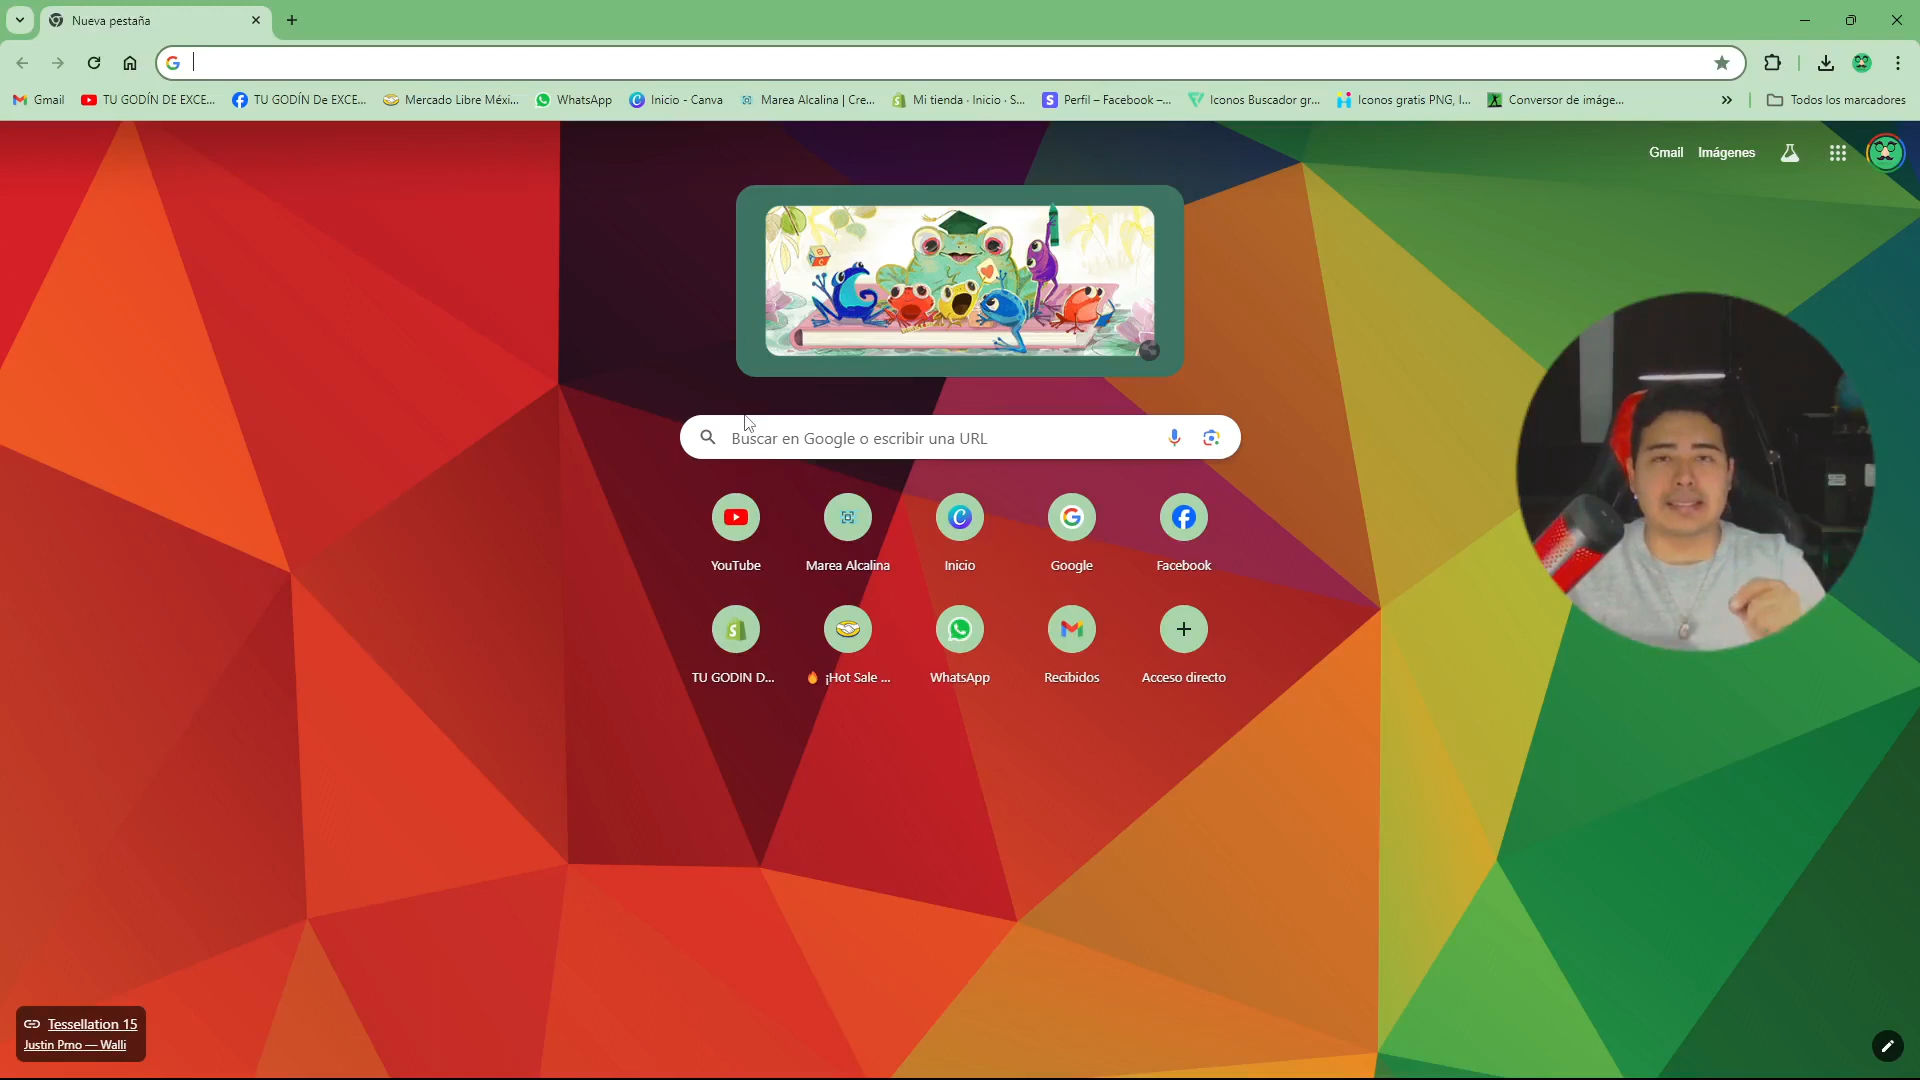 Nueva pestaña
Gmail
TU GODÍN DE EXCE...
TU GODÍN De EXCE...
Mercado Libre Méxi...
WhatsApp
Inicio - Canva
Marea Alcalina | Cre...
Mi tienda · Inicio · S...
Perfil – Facebook –...
Iconos Buscador gr...
Iconos gratis PNG, I...
Conversor de imáge...
»
Todos los marcadores
Gmail
Imágenes
Buscar en Google o escribir una URL
YouTube
Marea Alcalina
Inicio
Google
Facebook
TU GODIN D...
¡Hot Sale ...
WhatsApp
Recibidos
Acceso directo
Tessellation 15
Justin Prno — Walli